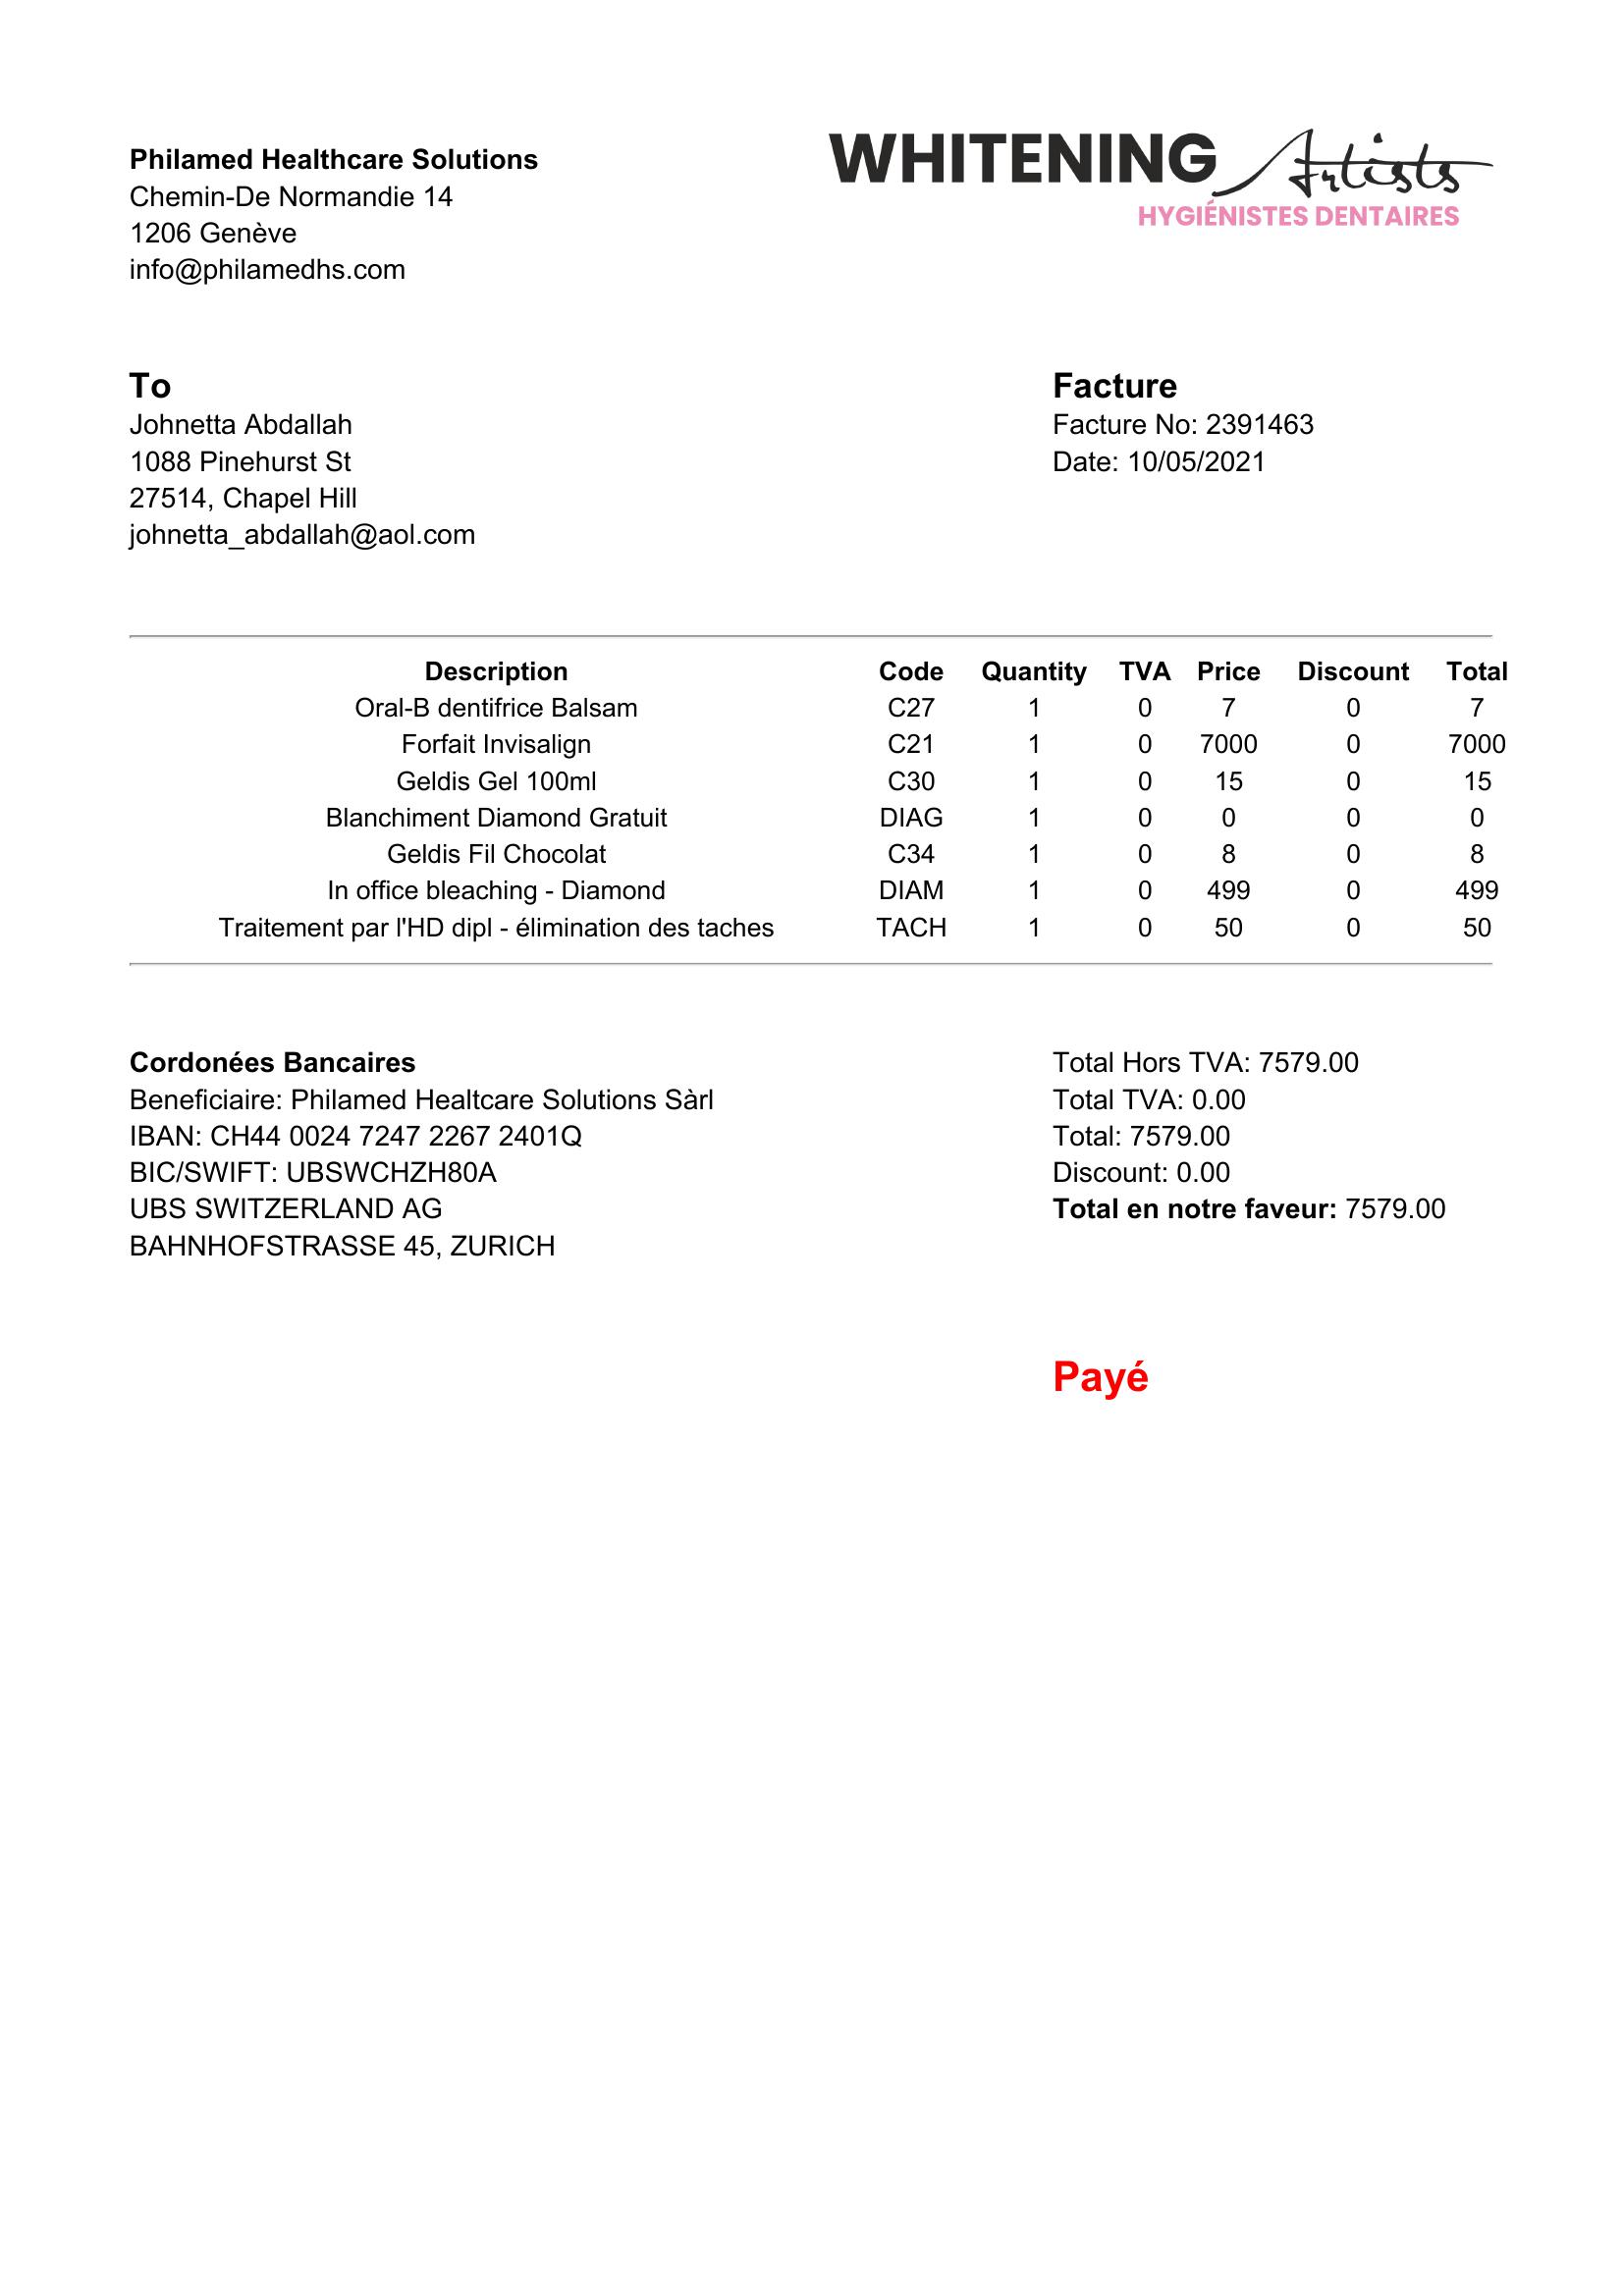 Philamed Healthcare Solutions
Chemin-De Normandie 14
1206 Genève
info@philamedhs.com
WHITENING Artists
HYGIÉNISTES DENTAIRES
To
Johnetta Abdallah
1088 Pinehurst St
27514, Chapel Hill
johnetta_abdallah@aol.com
Facture
Facture No: 2391463
Date: 10/05/2021
Description Code Quantity TVA Price Discount Total
Oral-B dentifrice Balsam C27 1 0 7 0 7
Forfait Invisalign C21 1 0 7000 0 7000
Geldis Gel 100ml C30 1 0 15 0 15
Blanchiment Diamond Gratuit DIAG 1 0 0 0 0
Geldis Fil Chocolat C34 1 0 8 0 8
In office bleaching - Diamond DIAM 1 0 499 0 499
Traitement par l'HD dipl - élimination des taches TACH 1 0 50 0 50
Cordonées Bancaires
Beneficiaire: Philamed Healtcare Solutions Sàrl
IBAN: CH44 0024 7247 2267 2401Q
BIC/SWIFT: UBSWCHZH80A
UBS SWITZERLAND AG
BAHNHOFSTRASSE 45, ZURICH
Total Hors TVA: 7579.00
Total TVA: 0.00
Total: 7579.00
Discount: 0.00
Total en notre faveur: 7579.00
Payé